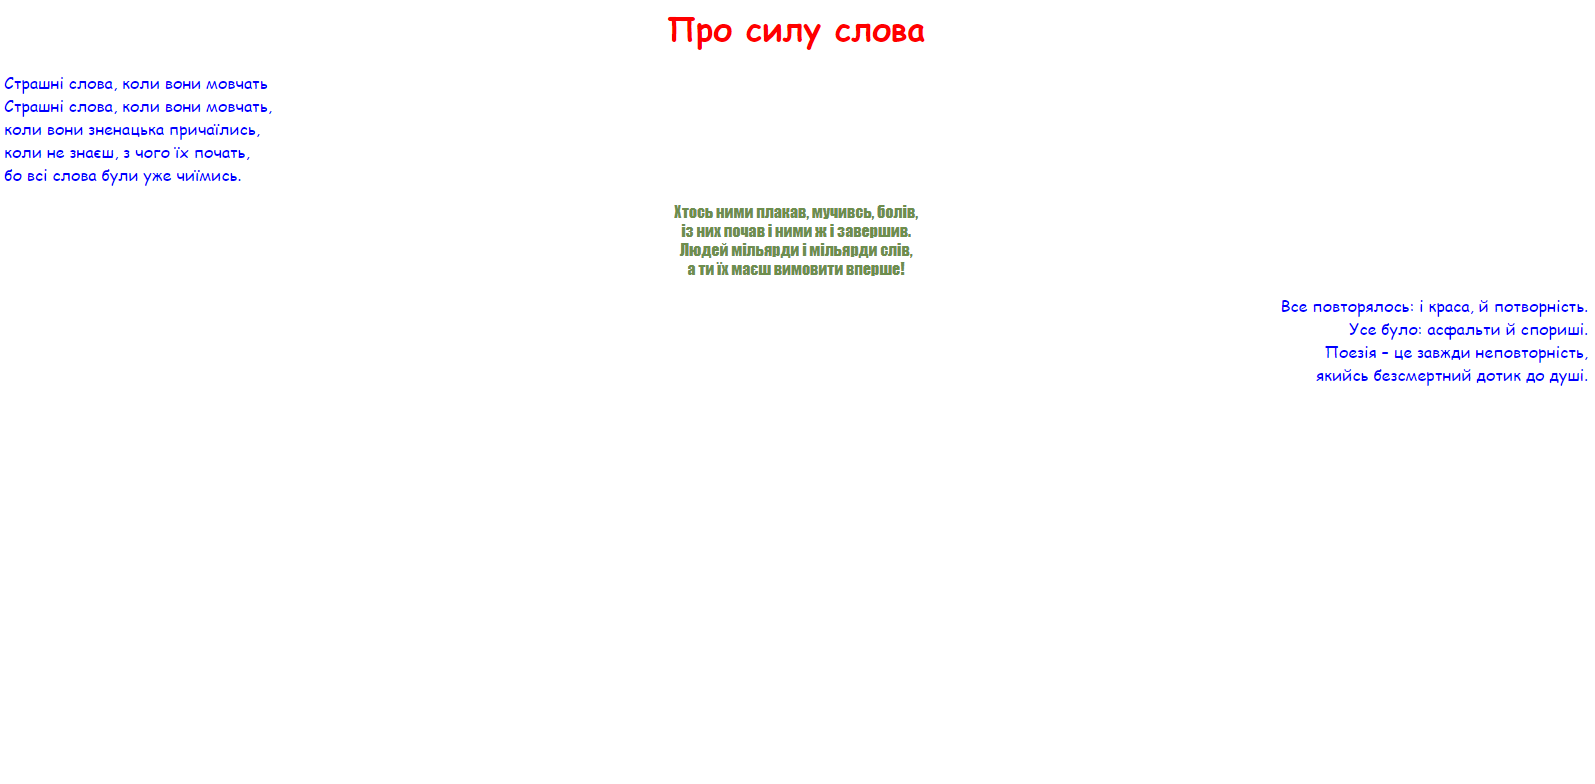 Про силу слова
Страшні слова, коли вони мовчать
Страшні слова, коли вони мовчать,
коли вони зненацька причаїлись,
коли не знаєш, з чого їх почать,
бо всі слова були уже чиїмись.
Хтось ними плакав, мучивсь, болів,
із них почав і ними ж і завершив.
Людей мільярди і мільярди слів,
а ти їх маєш вимовити вперше!
Все повторялось: і краса, й потворність.
Усе було: асфальти й спориші.
Поезія – це завжди неповторність,
якийсь безсмертний дотик до душі.